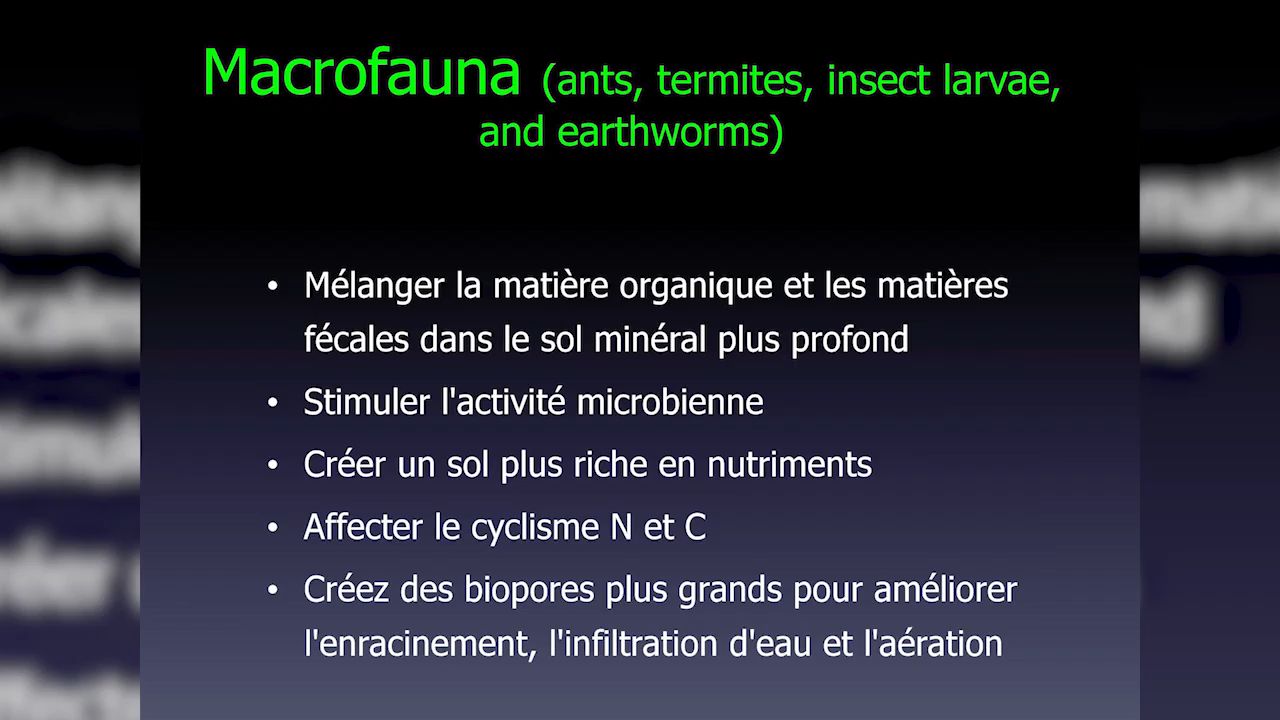 Macrofauna (ants, termites, insect larvae,
and earthworms)
• Mélanger la matière organique et les matières
fécales dans le sol minéral plus profond
• Stimuler l'activité microbienne
• Créer un sol plus riche en nutriments
• Affecter le cyclisme N et C
• Créez des biopores plus grands pour améliorer
l'enracinement, l'infiltration d'eau et l'aération